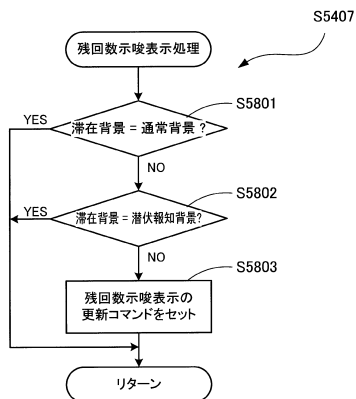 S5407
残回数示唆表示処理
S5801
YES
滞在背景 = 通常背景 ?
NO
S5802
YES
滞在背景 = 潜伏報知背景?
NO
S5803
残回数示唆表示の
更新コマンドをセット
リターン